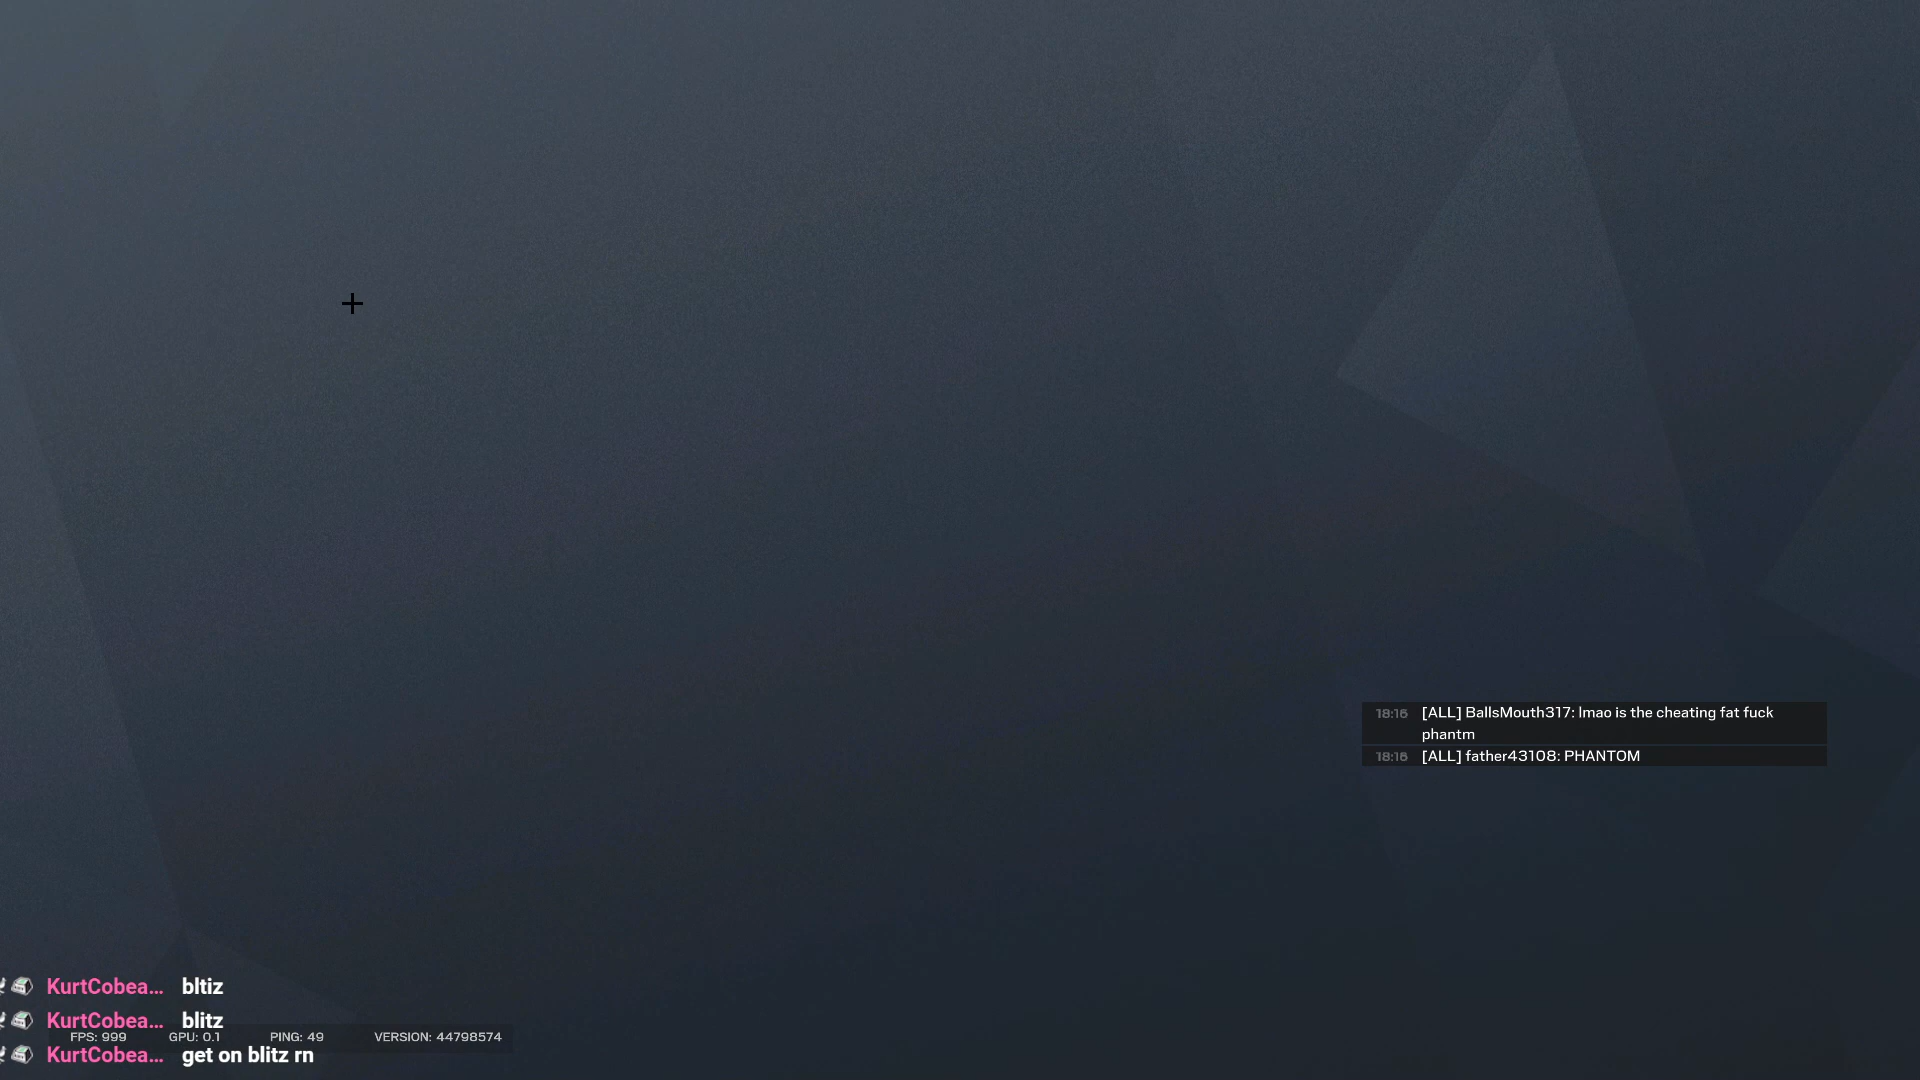 18:16 [ALL] BallsMouth317: lmao is the cheating fat fuck
phantm
18:16 [ALL] father43108: PHANTOM
KurtCobea... bltiz
KurtCobea... blitz
FPS: 999 GPU: 0.1 PING: 49 VERSION: 44798574
KurtCobea... get on blitz rn